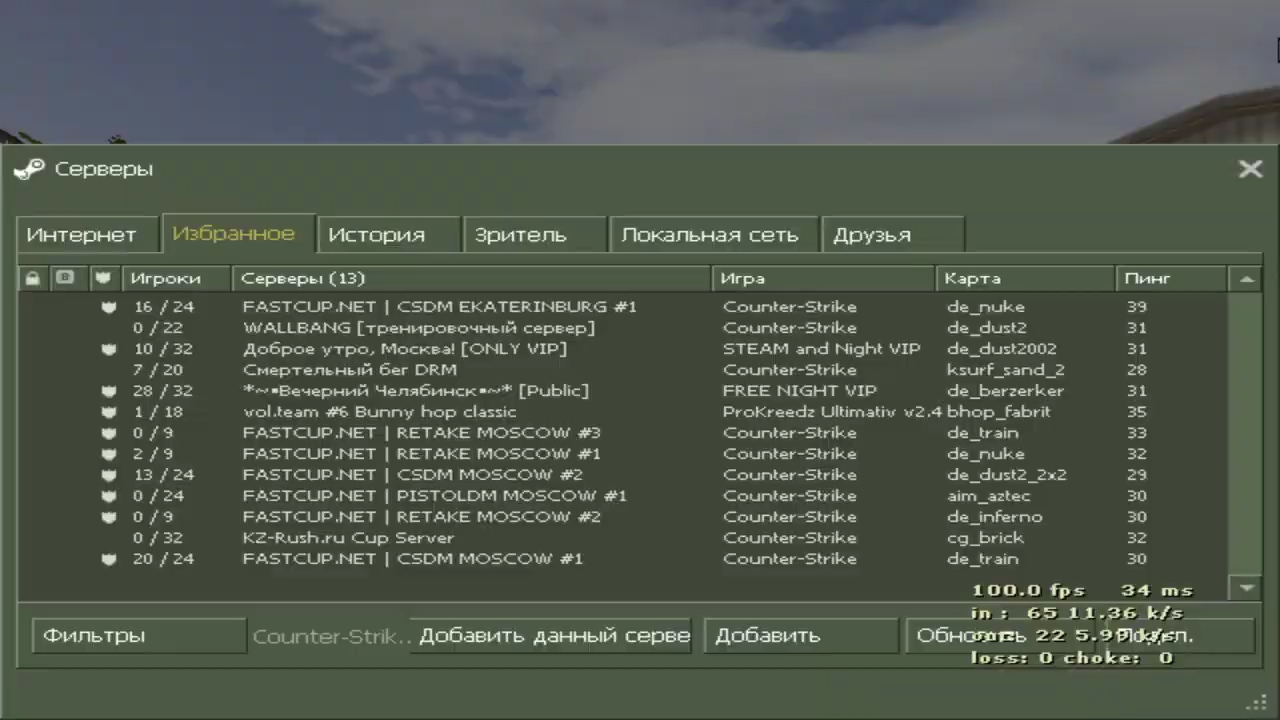 Серверы
Интернет Избранное История Зритель Локальная сеть Друзья
Игроки Серверы (13) Игра Карта Пинг
16 / 24 FASTCUP.NET | CSDM EKATERINBURG #1 Counter-Strike de_nuke 39
0 / 22 WALLBANG [тренировочный сервер] Counter-Strike de_dust2 31
10 / 32 Доброе утро, Москва! [ONLY VIP] STEAM and Night VIP de_dust2002 31
7 / 20 Смертельный бег DRM Counter-Strike ksurf_sand_2 28
28 / 32 *~•Вечерний Челябинск•~* [Public] FREE NIGHT VIP de_berzerker 31
1 / 18 vol.team #6 Bunny hop classic ProKreedz Ultimativ v2.4 bhop_fabrit 35
0 / 9 FASTCUP.NET | RETAKE MOSCOW #3 Counter-Strike de_train 33
2 / 9 FASTCUP.NET | RETAKE MOSCOW #1 Counter-Strike de_nuke 32
13 / 24 FASTCUP.NET | CSDM MOSCOW #2 Counter-Strike de_dust2_2x2 29
0 / 24 FASTCUP.NET | PISTOLDM MOSCOW #1 Counter-Strike aim_aztec 30
0 / 9 FASTCUP.NET | RETAKE MOSCOW #2 Counter-Strike de_inferno 30
0 / 32 KZ-Rush.ru Cup Server Counter-Strike cg_brick 32
20 / 24 FASTCUP.NET | CSDM MOSCOW #1 Counter-Strike de_train 30
100.0 fps 34 ms
in : 65 11.36 k/s
Фильтры Counter-Strik.. Добавить данный серве Добавить
22
loss: 0 choke: 0